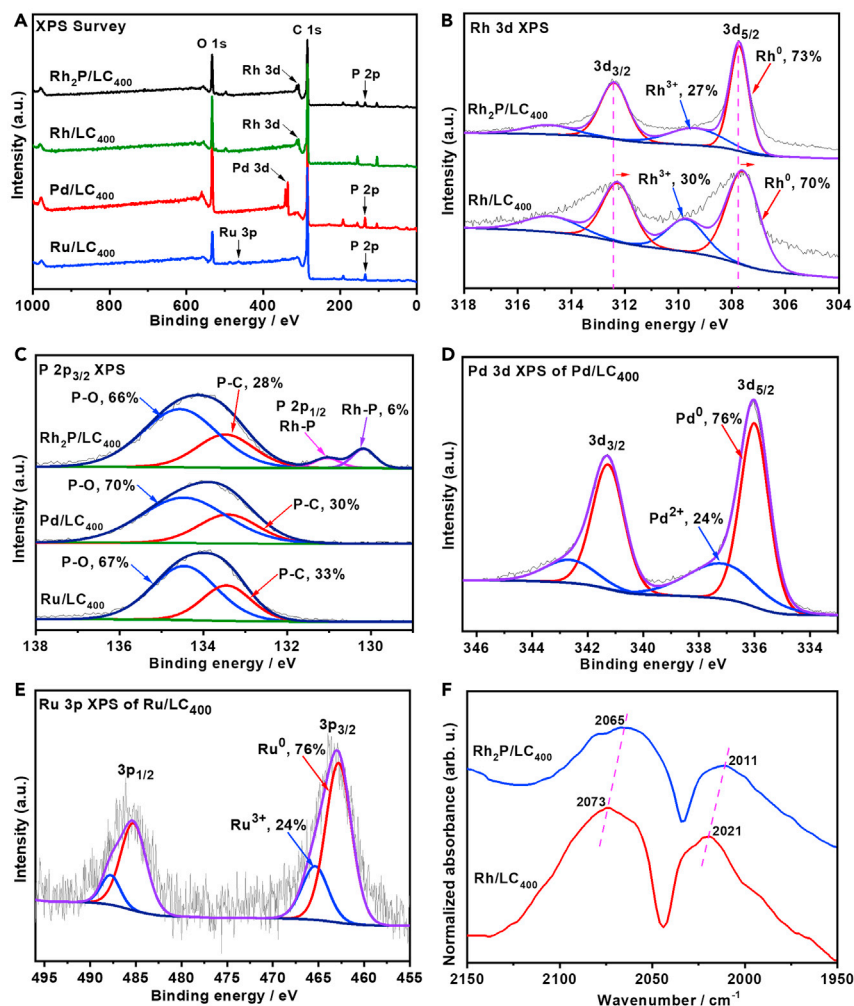 A
XPS Survey
O 1s
C 1s
Rh 3d
P 2p
Rh₂P/LC₄₀₀
Rh 3d
Rh/LC₄₀₀
Pd 3d
P 2p
Pd/LC₄₀₀
Ru 3p
P 2p
Ru/LC₄₀₀
Intensity (a.u.)
1000 800 600 400 200 0
Binding energy / eV
B
Rh 3d XPS
3d₅/₂
3d₃/₂
Rh⁰, 73%
Rh³⁺, 27%
Rh₂P/LC₄₀₀
Rh³⁺, 30%
Rh⁰, 70%
Rh/LC₄₀₀
Intensity (a.u.)
318 316 314 312 310 308 306 304
Binding energy / eV
C
P 2p₃/₂ XPS
P-O, 66%
P-C, 28%
P 2p₁/₂
Rh-P
Rh-P, 6%
Rh₂P/LC₄₀₀
P-O, 70%
P-C, 30%
Pd/LC₄₀₀
P-O, 67%
P-C, 33%
Ru/LC₄₀₀
Intensity (a.u.)
138 136 134 132 130
Binding energy / eV
D
Pd 3d XPS of Pd/LC₄₀₀
3d₅/₂
Pd⁰, 76%
3d₃/₂
Pd²⁺, 24%
Intensity (a.u.)
346 344 342 340 338 336 334
Binding energy / eV
E
Ru 3p XPS of Ru/LC₄₀₀
3p₃/₂
Ru⁰, 76%
3p₁/₂
Ru³⁺, 24%
Intensity (a.u.)
495 490 485 480 475 470 465 460 455
Binding energy / eV
F
2065
Rh₂P/LC₄₀₀
2011
2073
2021
Rh/LC₄₀₀
Normalized absorbance (arb. u.)
2150 2100 2050 2000 1950
Wavenumber / cm⁻¹